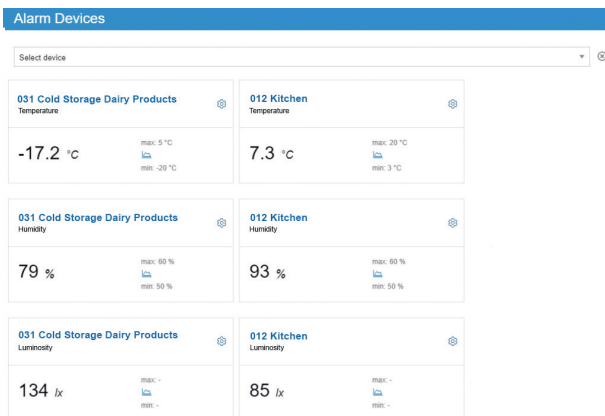 Alarm Devices
Select device
031 Cold Storage Dairy Products
Temperature
-17.2 °C
max: 5 °C
min: -20 °C
012 Kitchen
Temperature
7.3 °C
max: 20 °C
min: 3 °C
031 Cold Storage Dairy Products
Humidity
79 %
max: 60 %
min: 50 %
012 Kitchen
Humidity
93 %
max: 60 %
min: 50 %
031 Cold Storage Dairy Products
Luminosity
134 lx
max: -
min: -
012 Kitchen
Luminosity
85 lx
max: -
min: -